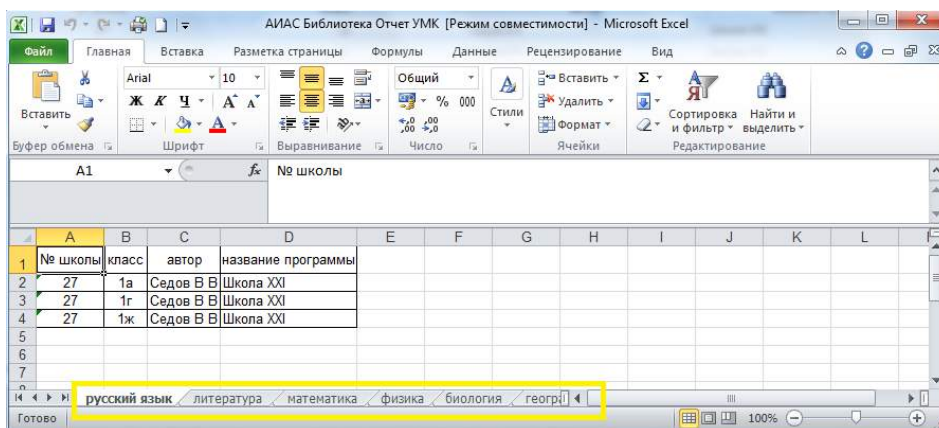 АИАС Библиотека Отчет УМК [Режим совместимости] - Microsoft Excel
Файл Главная Вставка Разметка страницы Формулы Данные Рецензирование Вид
Arial 10 Общий Вставить Σ
Вставить Ж К Ч % 000 Стили Удалить Сортировка и фильтр Найти и выделить
Формат
Буфер обмена Шрифт Выравнивание Число Ячейки Редактирование
A1 fx № школы
A B C D E F G H I J K L
1 № школы класс автор название программы
2 27 1а Седов В В Школа XXI
3 27 1г Седов В В Школа XXI
4 27 1ж Седов В В Школа XXI
5
6
7
русский язык литература математика физика биология геогра
Готово 100%